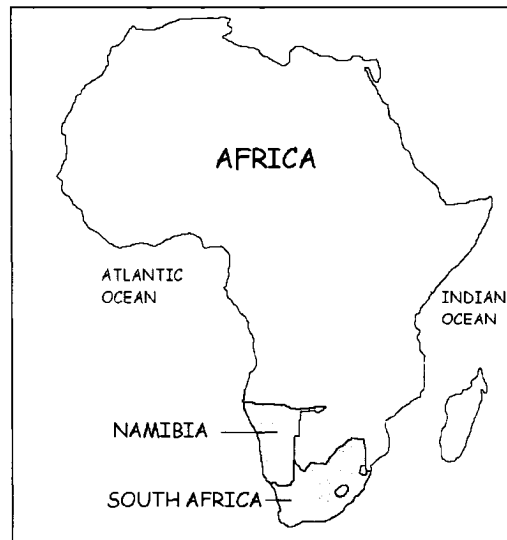 AFRICA
ATLANTIC
OCEAN
INDIAN
OCEAN
NAMIBIA
SOUTH AFRICA